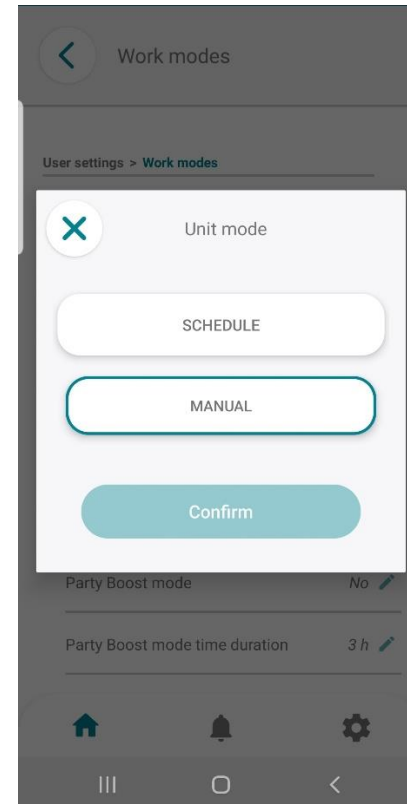 Work modes
User settings > Work modes
Unit mode
SCHEDULE
MANUAL
Confirm
Party Boost mode No
Party Boost mode time duration 3 h